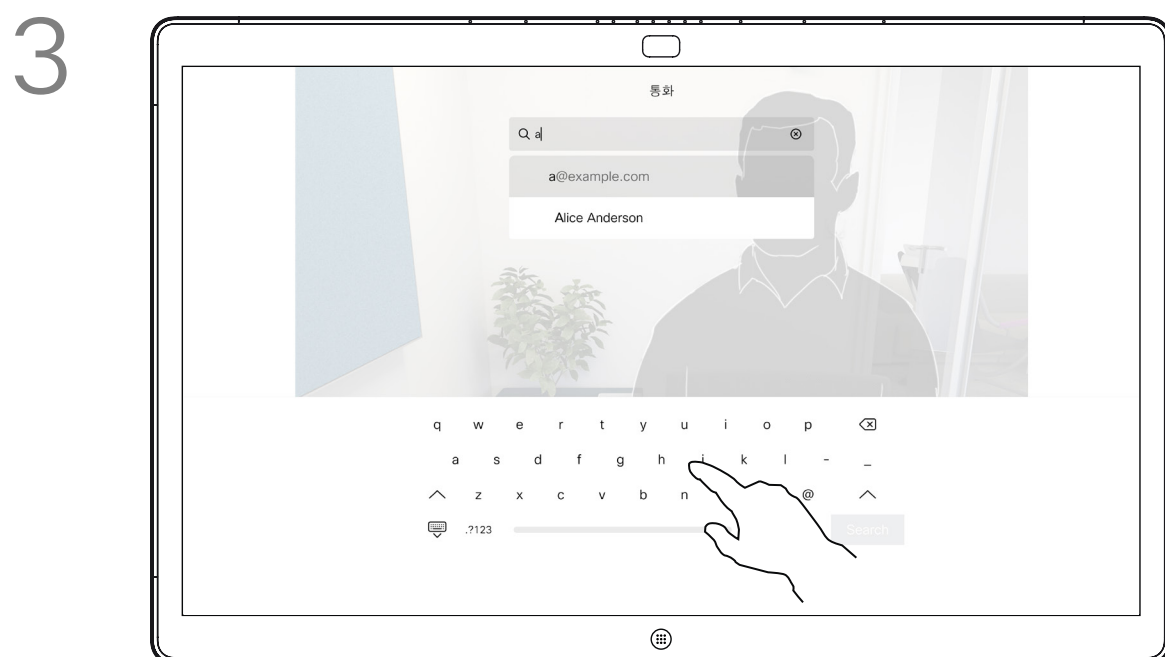 3
통화
a
a@example.com
Alice Anderson
q w e r t y u i o p
a s d f g h j k l - _
z x c v b n @
.?123 Search